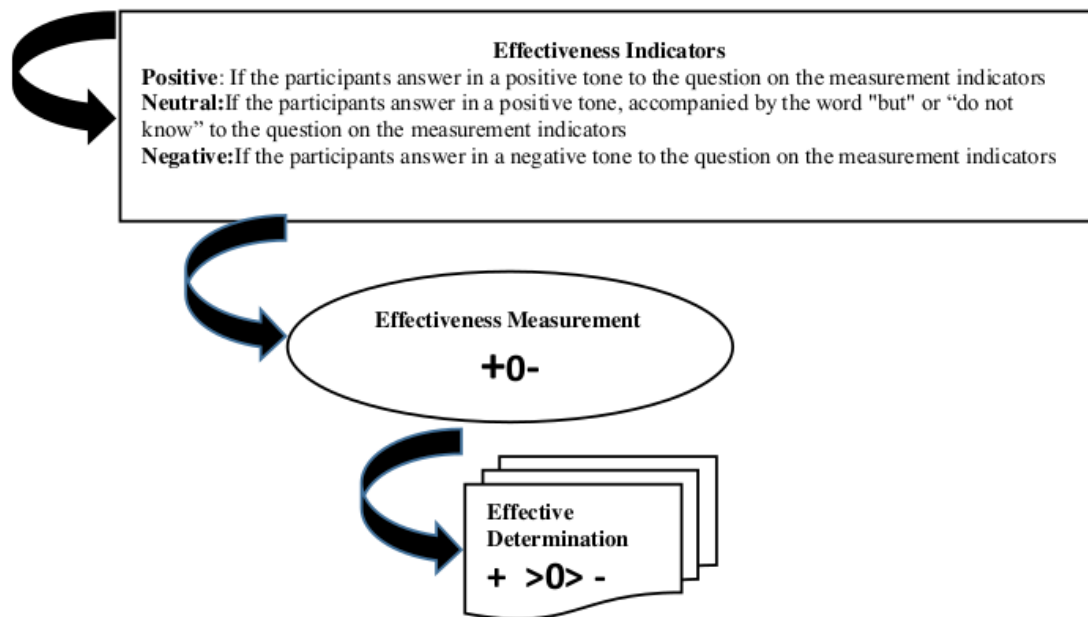 Effectiveness Indicators
Positive: If the participants answer in a positive tone to the question on the measurement indicators
Neutral:If the participants answer in a positive tone, accompanied by the word "but" or “do not
know” to the question on the measurement indicators
Negative:If the participants answer in a negative tone to the question on the measurement indicators
Effectiveness Measurement
+0-
Effective
Determination
+ >0> -